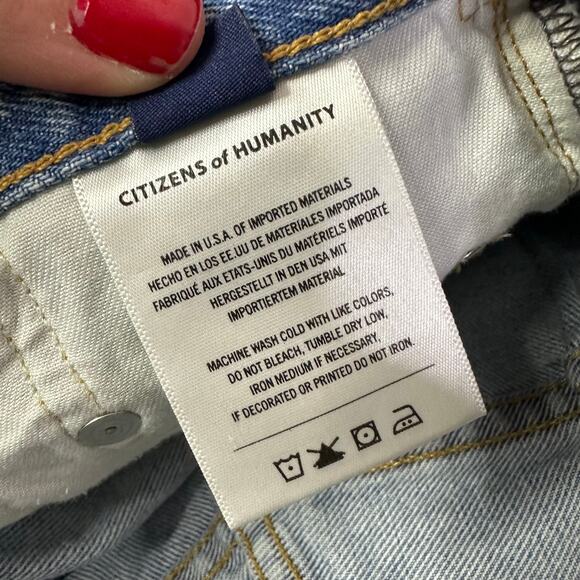 CITIZENS of HUMANITY
MADE IN U.S.A. OF IMPORTED MATERIALS
HECHO EN LOS EE.UU DE MATERIALES IMPORTADA
FABRIQUÉ AUX ETATS-UNIS DU MATÉRIELS IMPORTÉ
HERGESTELLT IN DEN USA MIT
IMPORTIERTEM MATERIAL
MACHINE WASH COLD WITH LIKE COLORS,
DO NOT BLEACH, TUMBLE DRY LOW,
IRON MEDIUM IF NECESSARY.
IF DECORATED OR PRINTED DO NOT IRON.